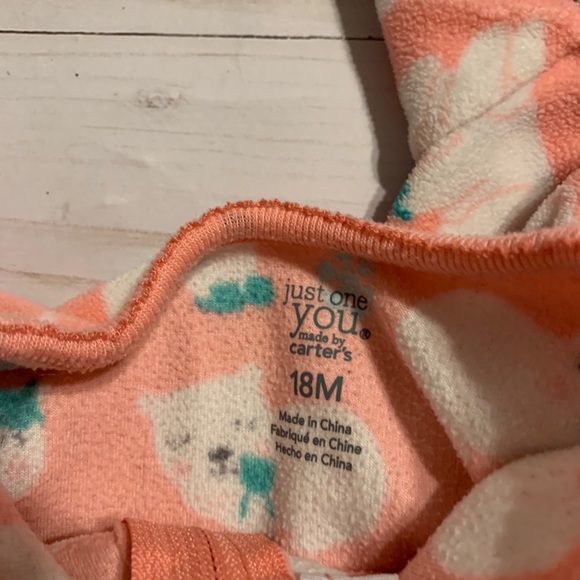 just one
you®
made by
carter's
18M
Made in China
Fabriqué en Chine
Hecho en China